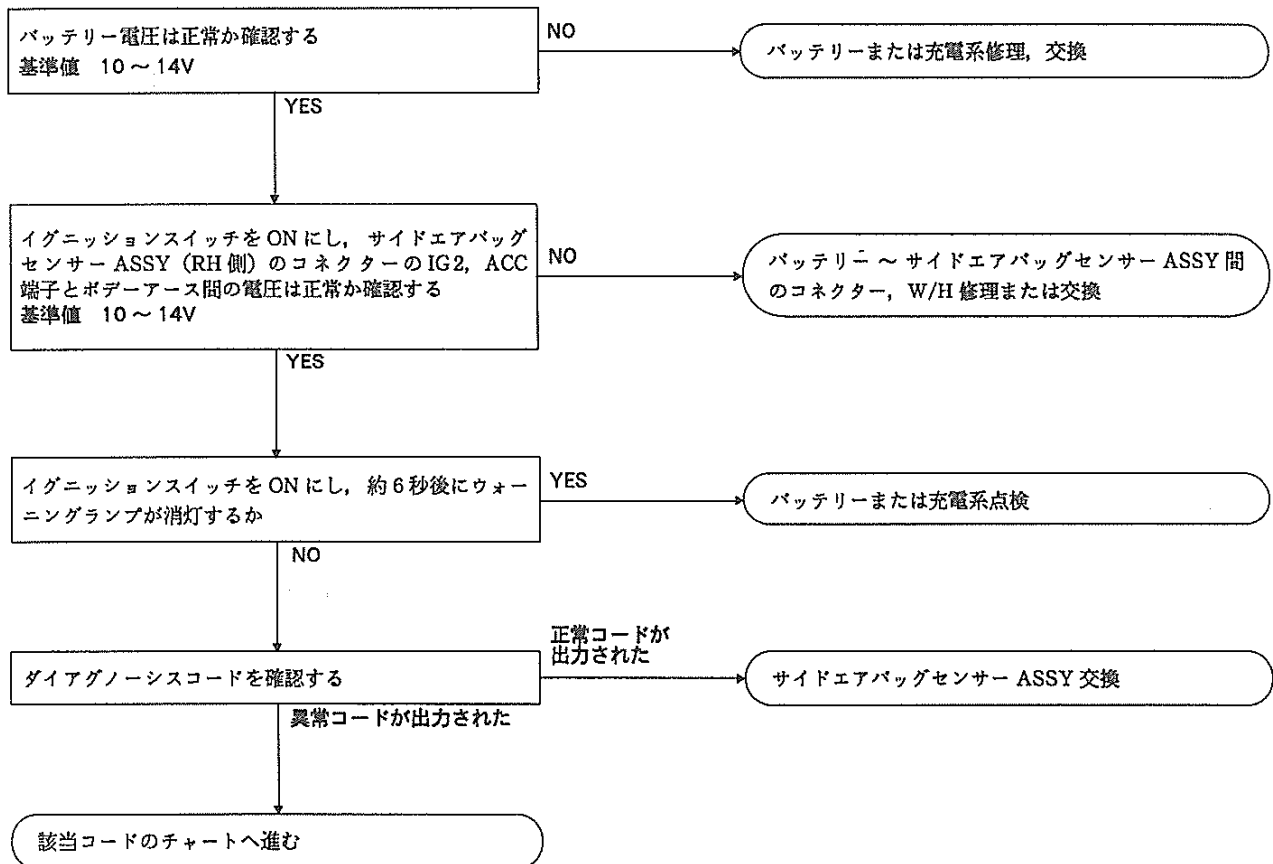 バッテリー電圧は正常か確認する
基準値 10～14V
NO
バッテリーまたは充電系修理，交換
YES
イグニッションスイッチを ON にし，サイドエアバッグ
センサー ASSY（RH 側）のコネクターの IG2，ACC
端子とボデーアース間の電圧は正常か確認する
基準値 10～14V
NO
バッテリー～サイドエアバッグセンサー ASSY 間
のコネクター，W/H 修理または交換
YES
イグニッションスイッチを ON にし，約 6 秒後にウォー
ニングランプが消灯するか
YES
バッテリーまたは充電系点検
NO
ダイアグノーシスコードを確認する
正常コードが
出力された
サイドエアバッグセンサー ASSY 交換
異常コードが出力された
該当コードのチャートへ進む